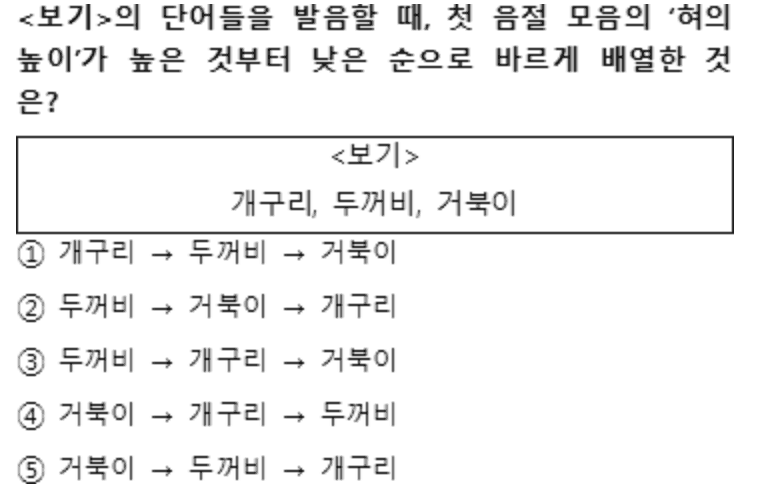 <보기>의 단어들을 발음할 때, 첫 음절 모음의 ‘혀의
높이’가 높은 것부터 낮은 순으로 바르게 배열한 것
은?
<보기>
개구리, 두꺼비, 거북이
① 개구리 → 두꺼비 → 거북이
② 두꺼비 → 거북이 → 개구리
③ 두꺼비 → 개구리 → 거북이
④ 거북이 → 개구리 → 두꺼비
⑤ 거북이 → 두꺼비 → 개구리